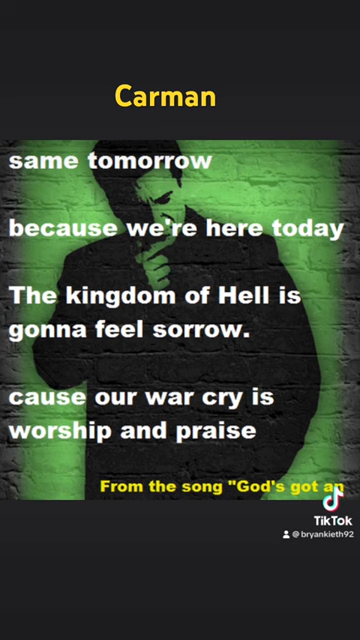 Carman
same tomorrow
because we're here today
The kingdom of Hell is
gonna feel sorrow.
cause our war cry is
worship and praise
From the song "God's got an
TikTok
@bryankieth92